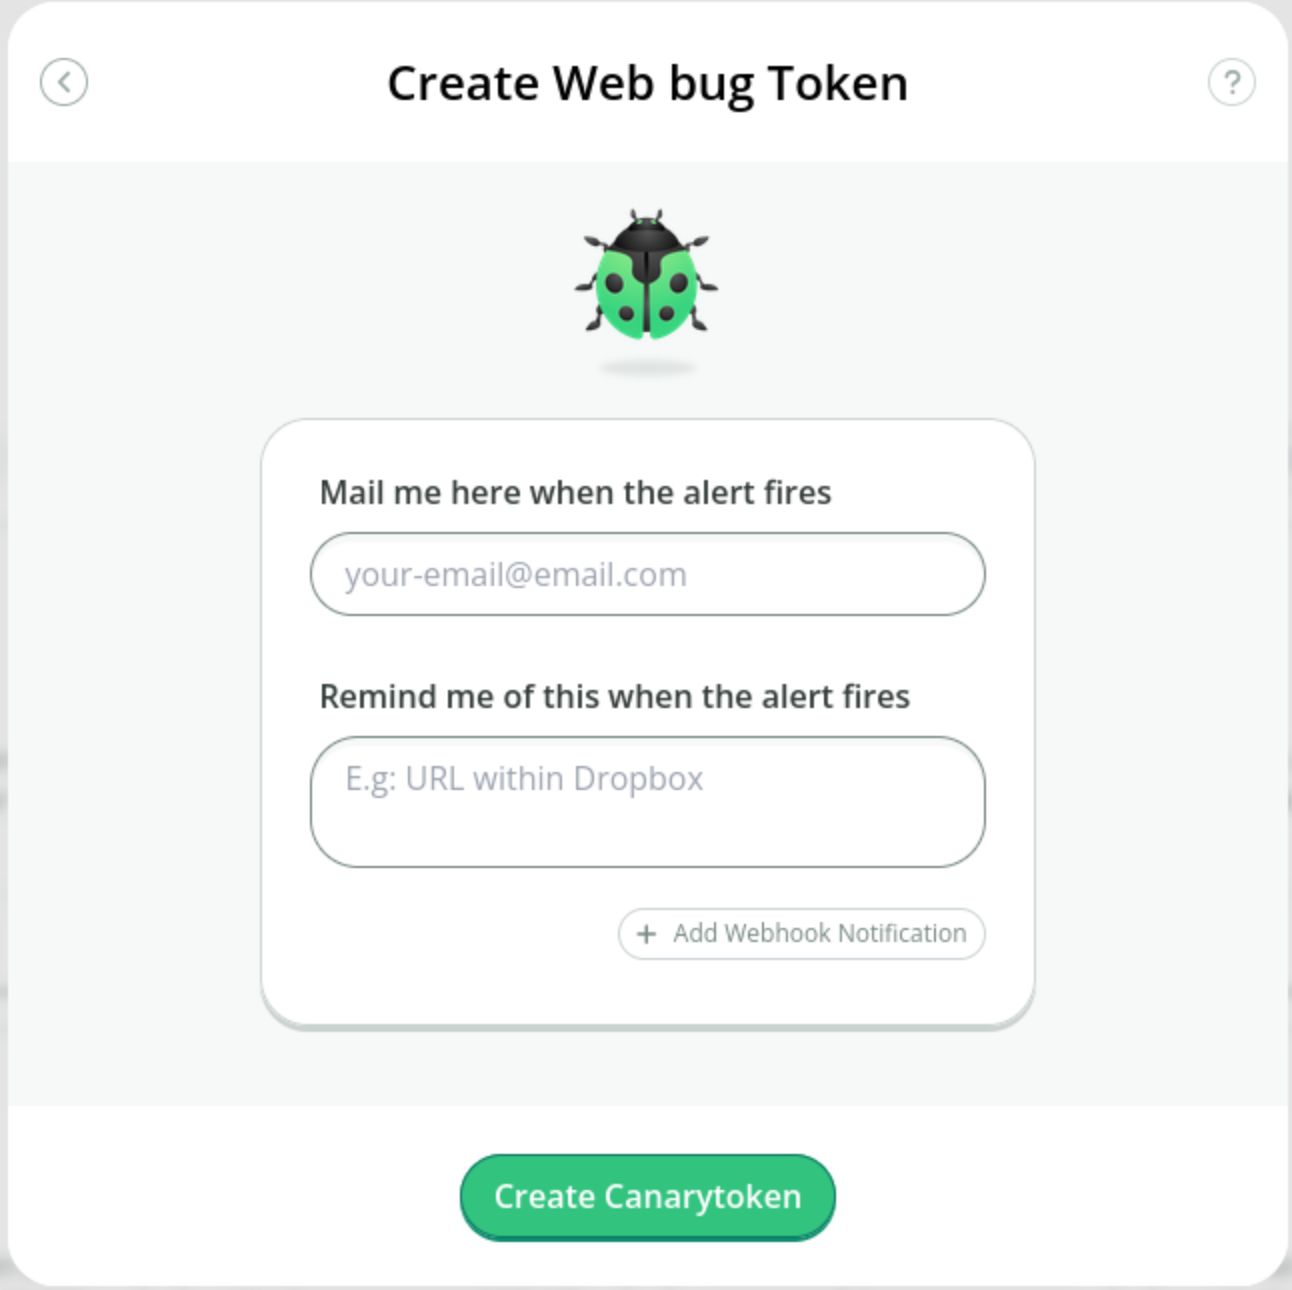 Create Web bug Token
?
Mail me here when the alert fires
your-email@email.com
Remind me of this when the alert fires
E.g: URL within Dropbox
+ Add Webhook Notification
Create Canarytoken